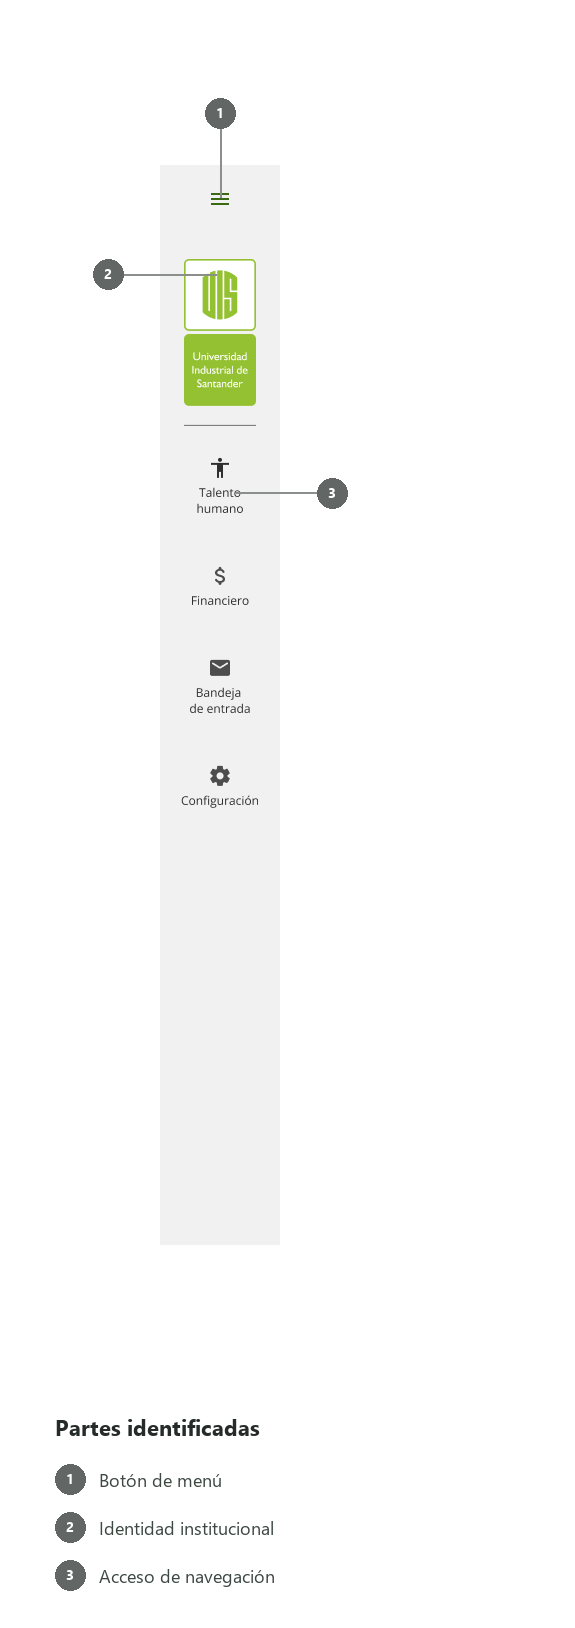 1
2
UIS
Universidad
Industrial de
Santander
Talento
humano
3
Financiero
Bandeja
de entrada
Configuración
Partes identificadas
1 Botón de menú
2 Identidad institucional
3 Acceso de navegación